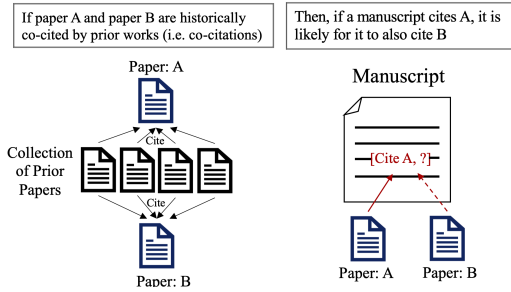 If paper A and paper B are historically
co-cited by prior works (i.e. co-citations)
Then, if a manuscript cites A, it is
likely for it to also cite B
Paper: A
Cite
Collection
of Prior
Papers
Cite
Paper: B
Manuscript
[Cite A, ?]
Paper: A
Paper: B